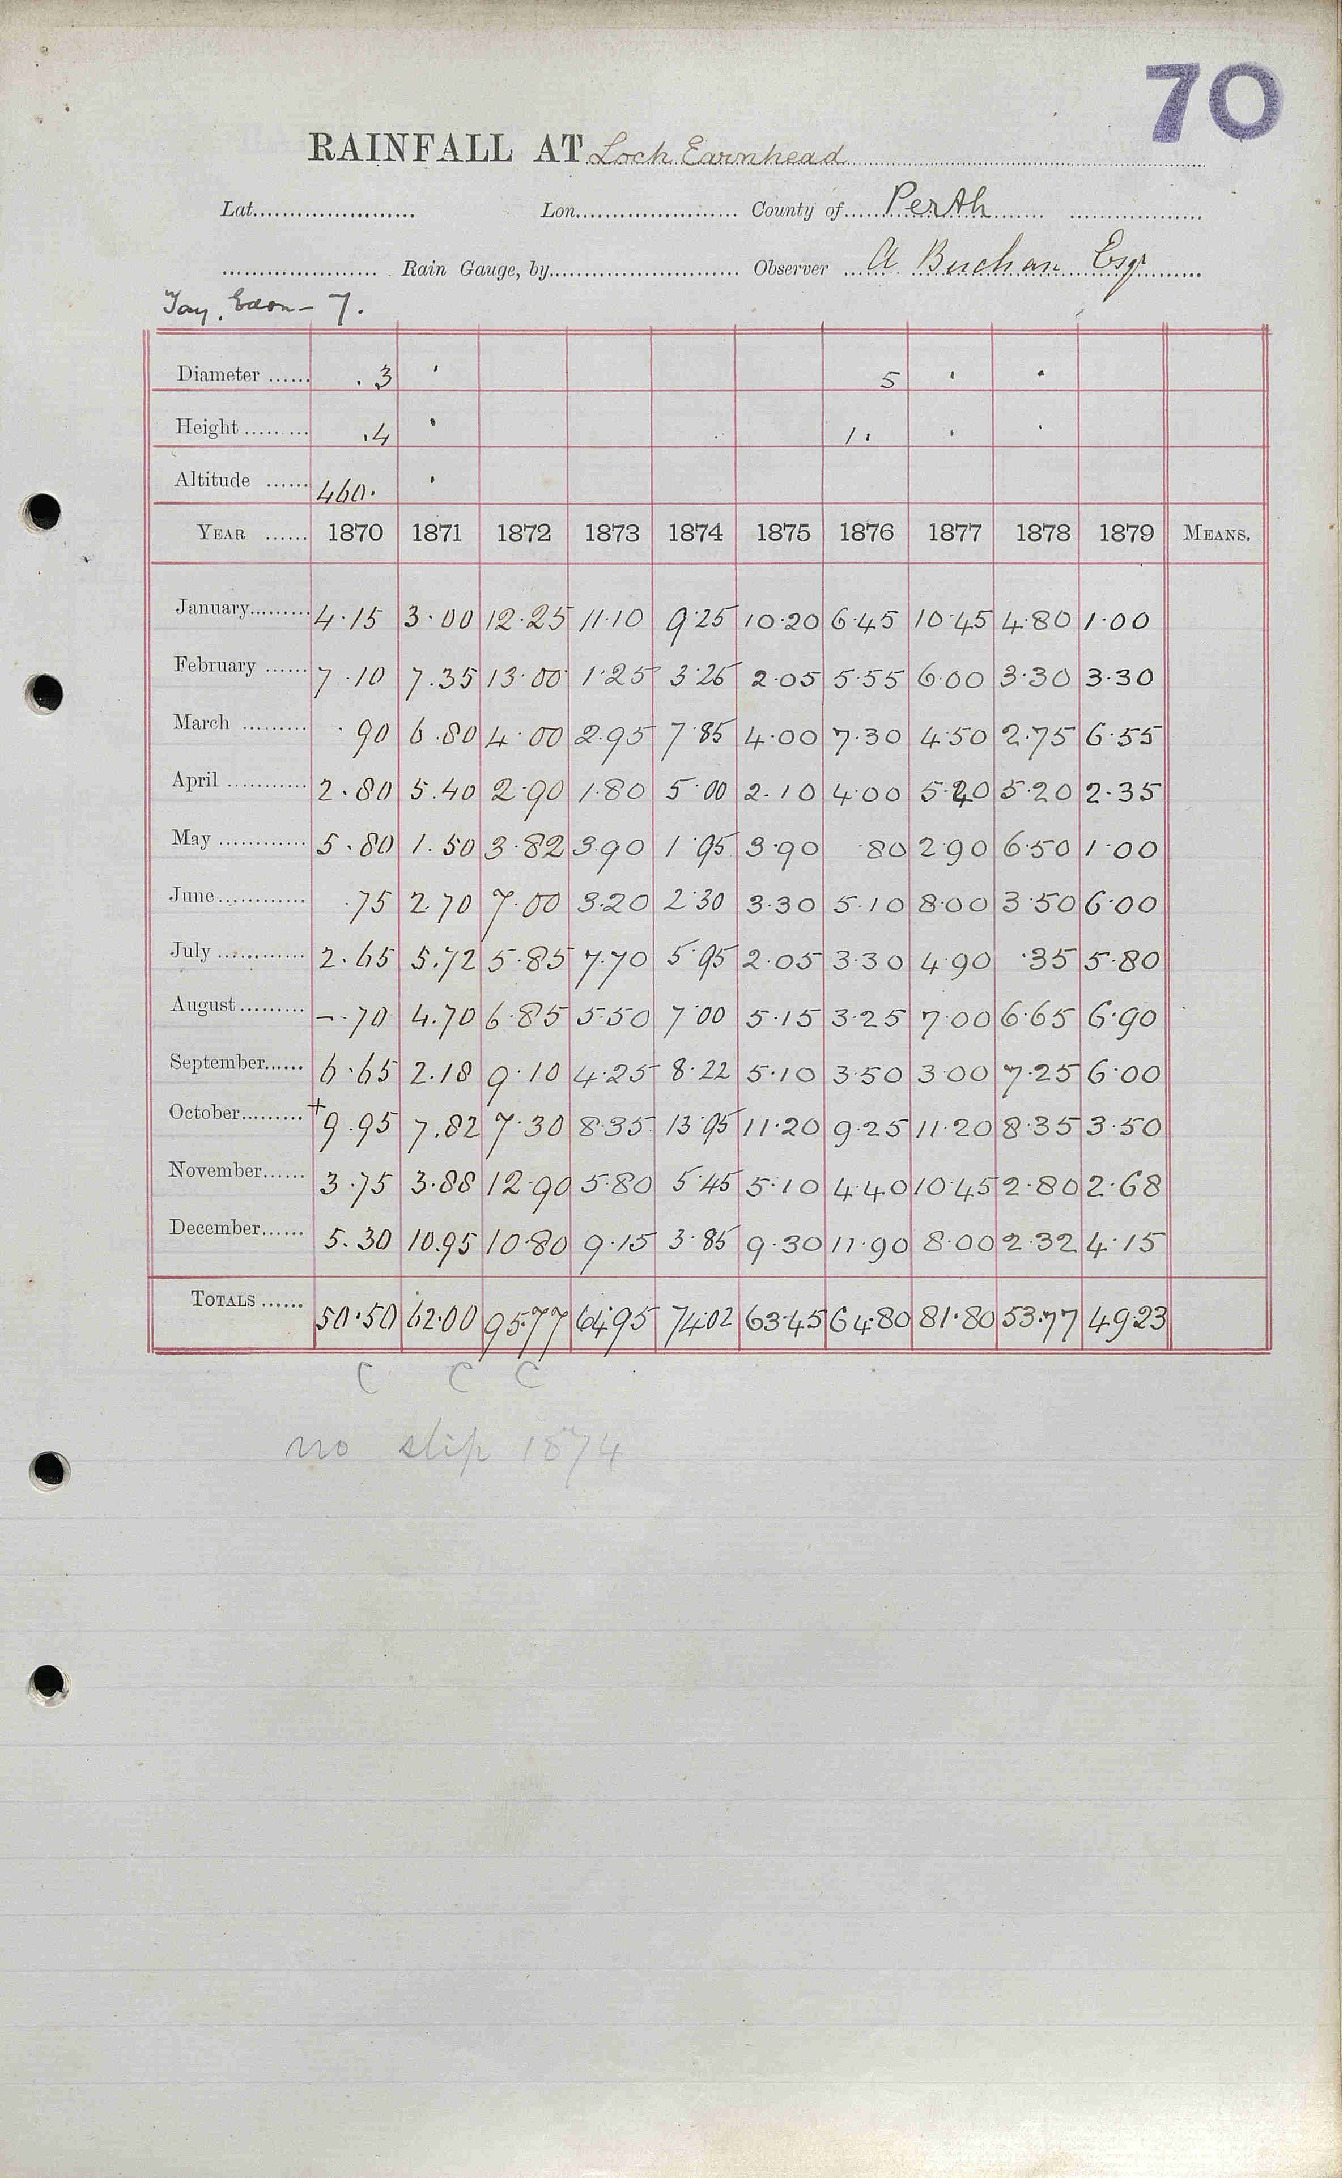 70
RAINFALL AT Loch Earnhead
Lat. Lon. County of Perth
Rain Gauge, by Observer A Buchan Esqr
Tay, Earn - 7.
Diameter .3 ' 5 ' '
Height .4 ' 1. ' '
Altitude 460. '
YEAR 1870 1871 1872 1873 1874 1875 1876 1877 1878 1879 MEANS.
January 4.15 3.00 12.25 11.10 9.25 10.20 6.45 10.45 4.80 1.00
February 7.10 7.35 13.00 1.25 3.25 2.05 5.55 6.00 3.30 3.30
March .90 6.80 4.00 2.95 7.85 4.00 7.30 4.50 2.75 6.55
April 2.80 5.40 2.90 1.80 5.00 2.10 4.00 5.20 5.20 2.35
May 5.80 1.50 3.82 3.90 1.95 3.90 80 2.90 6.50 1.00
June .75 2.70 7.00 3.20 2.30 3.30 5.10 8.00 3.50 6.00
July 2.65 5.72 5.85 7.70 5.95 2.05 3.30 4.90 .35 5.80
August -.70 4.70 6.85 5.50 7.00 5.15 3.25 7.00 6.65 6.90
September 6.65 2.18 9.10 4.25 8.22 5.10 3.50 3.00 7.25 6.00
October +9.95 7.82 7.30 8.35 13.95 11.20 9.25 11.20 8.35 3.50
November 3.75 3.88 12.90 5.80 5.45 5.10 4.40 10.45 2.80 2.68
December 5.30 10.95 10.80 9.15 3.85 9.30 11.90 8.00 2.32 4.15
TOTALS 50.50 62.00 95.77 64.95 74.02 63.45 64.80 81.80 53.77 49.23
C C C
no slip 1874